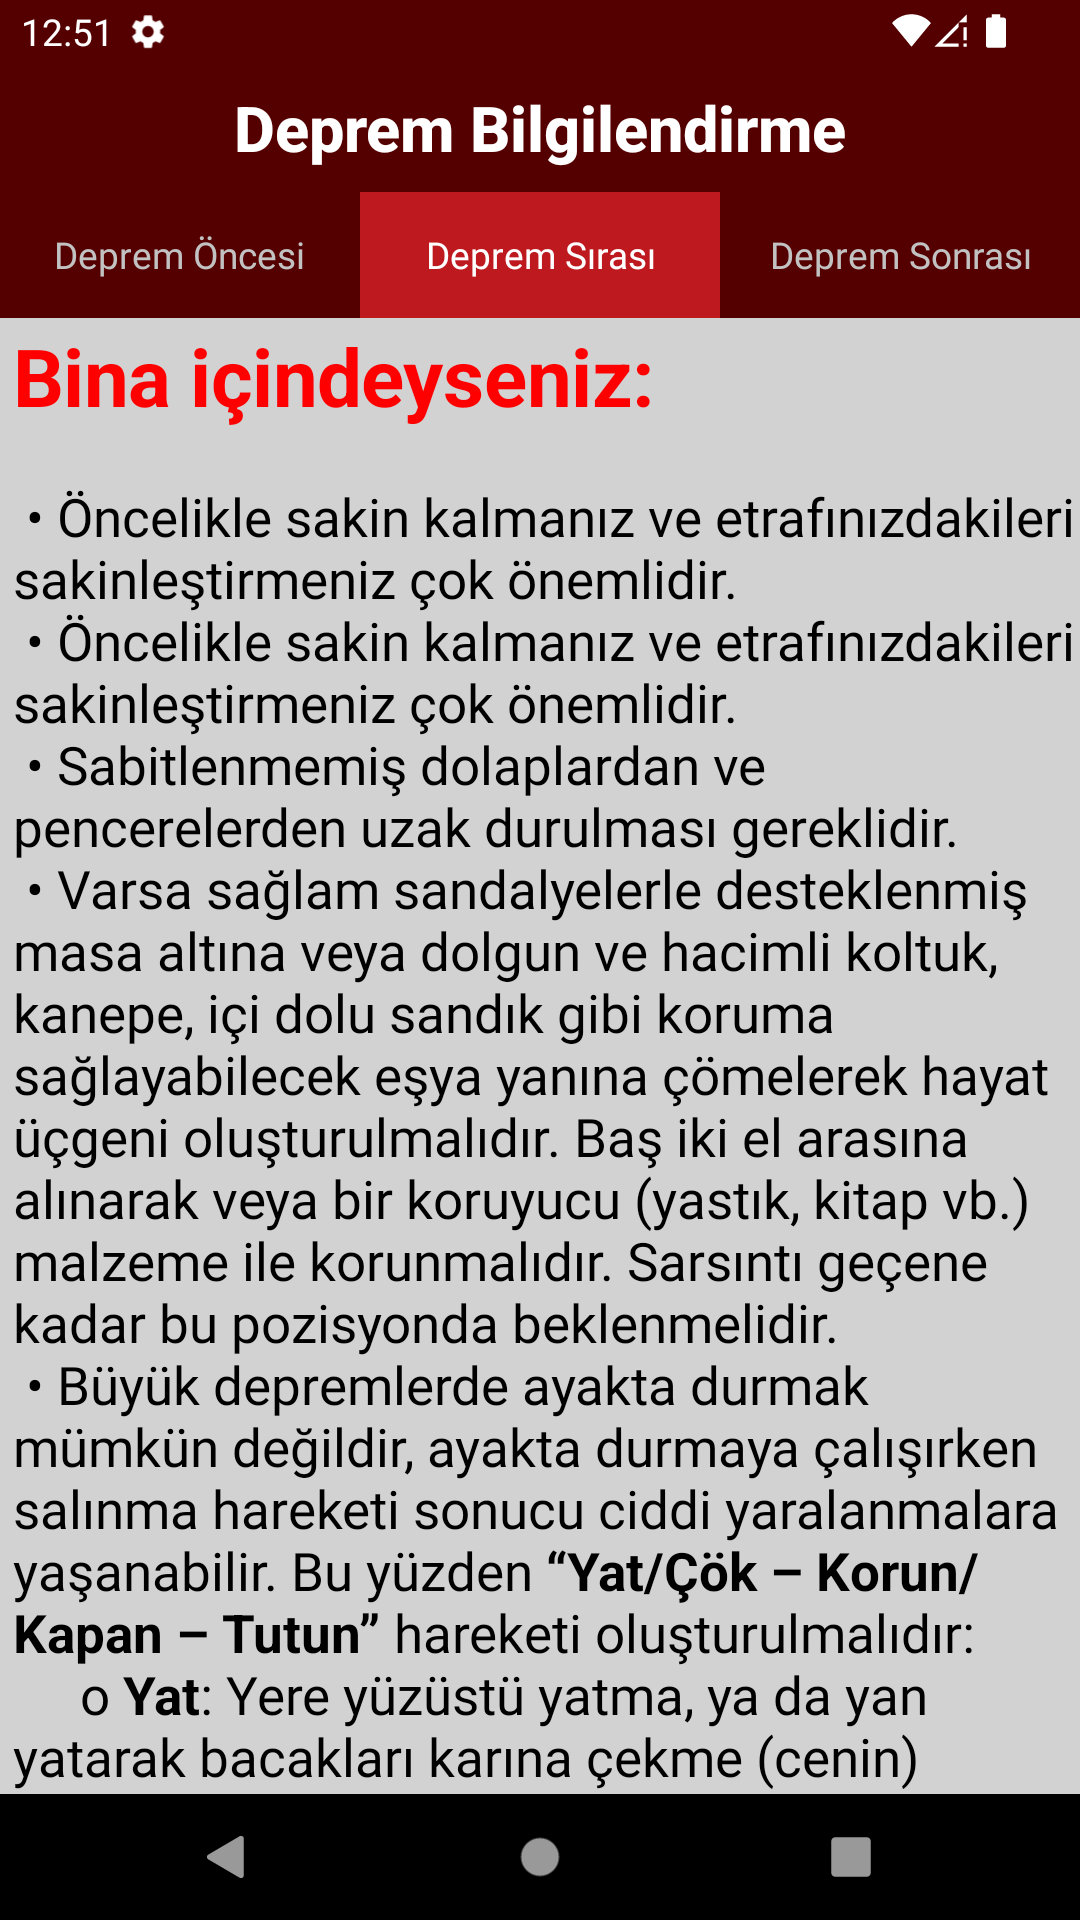 12:51
Deprem Bilgilendirme
Deprem Öncesi
Deprem Sırası
Deprem Sonrası
Bina içindeyseniz:
• Öncelikle sakin kalmanız ve etrafınızdakileri
sakinleştirmeniz çok önemlidir.
• Öncelikle sakin kalmanız ve etrafınızdakileri
sakinleştirmeniz çok önemlidir.
• Sabitlenmemiş dolaplardan ve
pencerelerden uzak durulması gereklidir.
• Varsa sağlam sandalyelerle desteklenmiş
masa altına veya dolgun ve hacimli koltuk,
kanepe, içi dolu sandık gibi koruma
sağlayabilecek eşya yanına çömelerek hayat
üçgeni oluşturulmalıdır. Baş iki el arasına
alınarak veya bir koruyucu (yastık, kitap vb.)
malzeme ile korunmalıdır. Sarsıntı geçene
kadar bu pozisyonda beklenmelidir.
• Büyük depremlerde ayakta durmak
mümkün değildir, ayakta durmaya çalışırken
salınma hareketi sonucu ciddi yaralanmalara
yaşanabilir. Bu yüzden “Yat/Çök – Korun/
Kapan – Tutun” hareketi oluşturulmalıdır:
o Yat: Yere yüzüstü yatma, ya da yan
yatarak bacakları karına çekme (cenin)